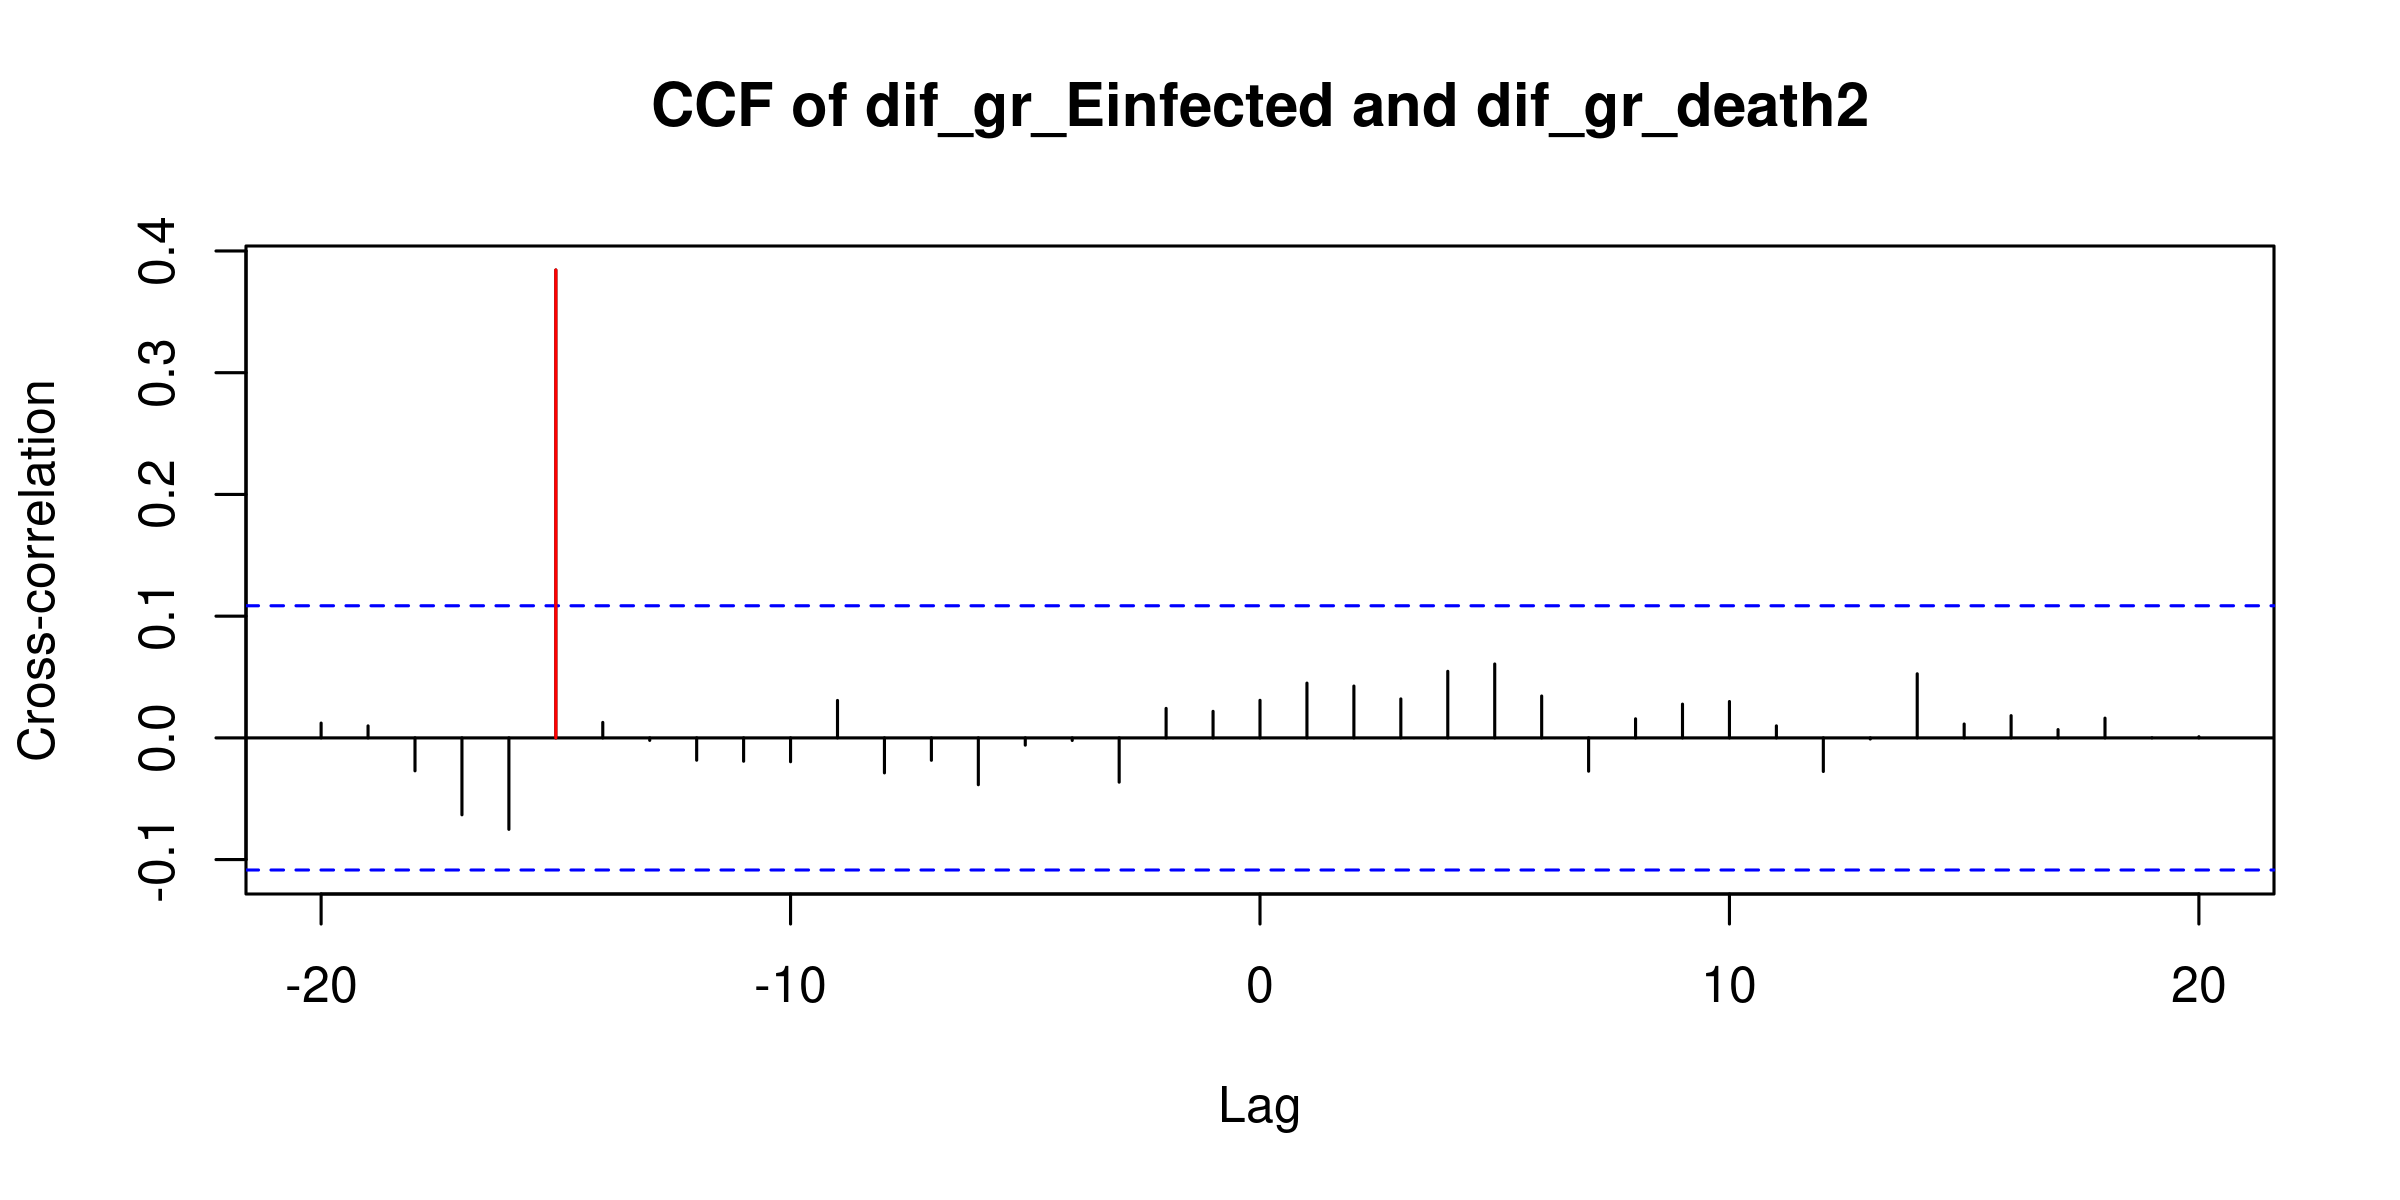 CCF of dif_gr_Einfected and dif_gr_death2
Cross-correlation
0.4
0.3
0.2
0.1
0.0
-0.1
-20 -10 0 10 20
Lag